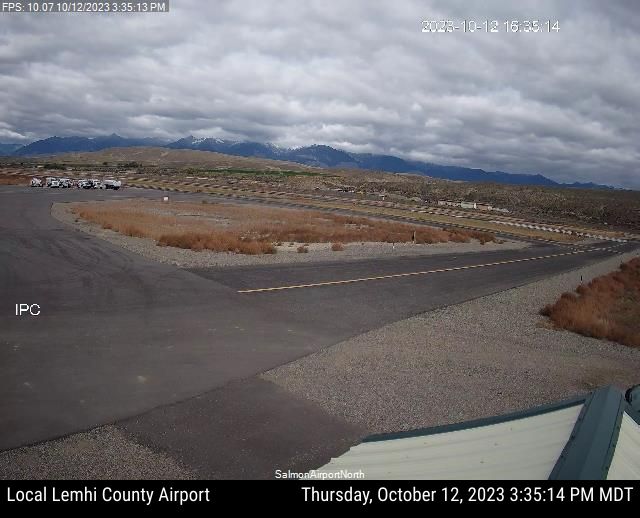 FPS: 10.07 10/12/2023 3:35:13 PM
2023-10-12 15:35:14
IPC
SalmonAirportNorth
Local Lemhi County Airport Thursday, October 12, 2023 3:35:14 PM MDT